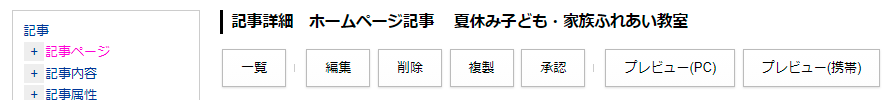 記事
+ 記事ページ
+ 記事内容
+ 記事属性
記事詳細　ホームページ記事　夏休み子ども・家族ふれあい教室
一覧 編集 削除 複製 承認 プレビュー(PC) プレビュー(携帯)